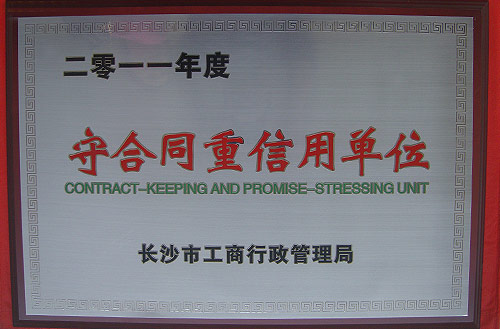 二零一一年度
守合同重信用单位
CONTRACT-KEEPING AND PROMISE-STRESSING UNIT
长沙市工商行政管理局